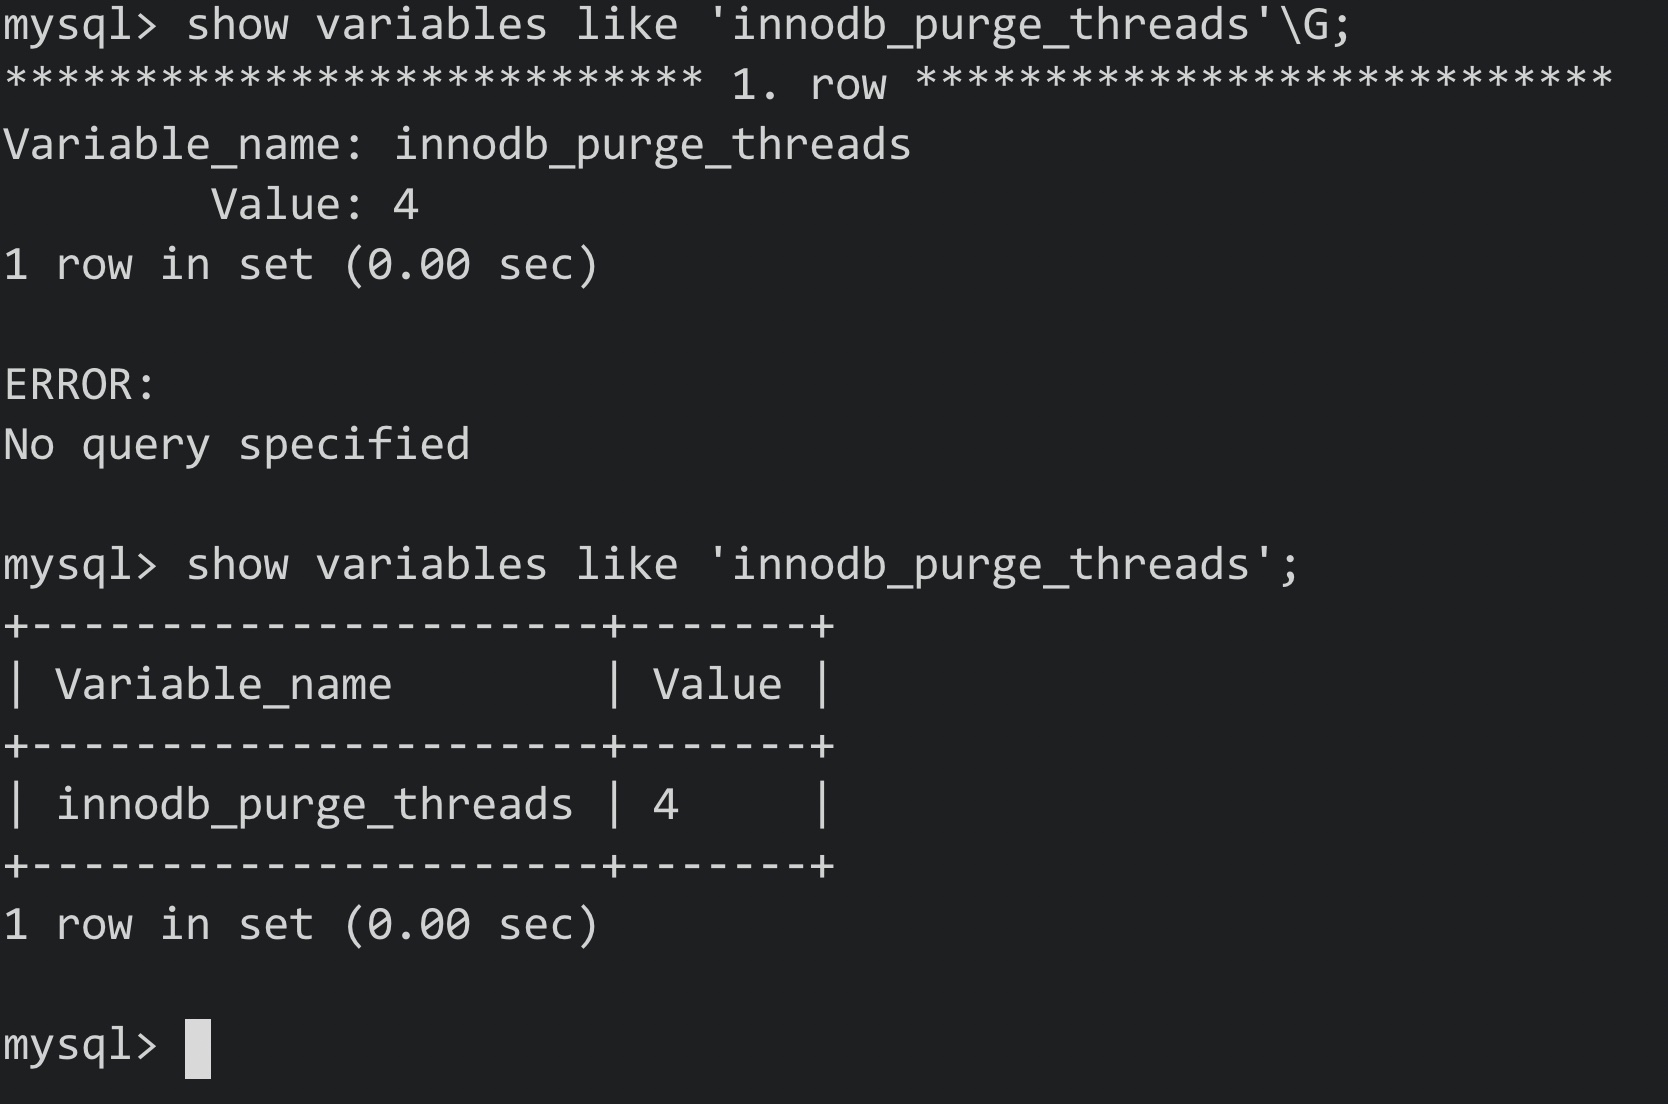 mysql> show variables like 'innodb_purge_threads'\G;
*************************** 1. row ***************************
Variable_name: innodb_purge_threads
        Value: 4
1 row in set (0.00 sec)

ERROR:
No query specified

mysql> show variables like 'innodb_purge_threads';
+----------------------+-------+
| Variable_name        | Value |
+----------------------+-------+
| innodb_purge_threads | 4     |
+----------------------+-------+
1 row in set (0.00 sec)

mysql>